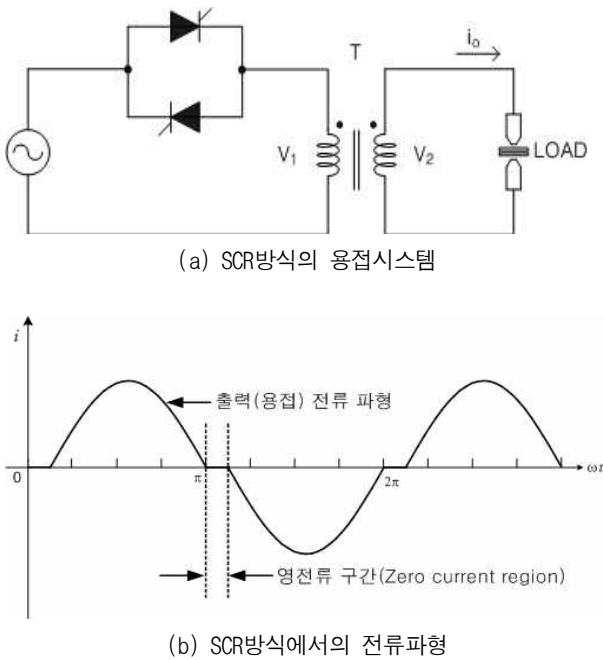 T
i₀
V₁
V₂
LOAD
(a) SCR방식의 용접시스템
i
출력(용접) 전류 파형
0
π
2π
ωt
영전류 구간(Zero current region)
(b) SCR방식에서의 전류파형